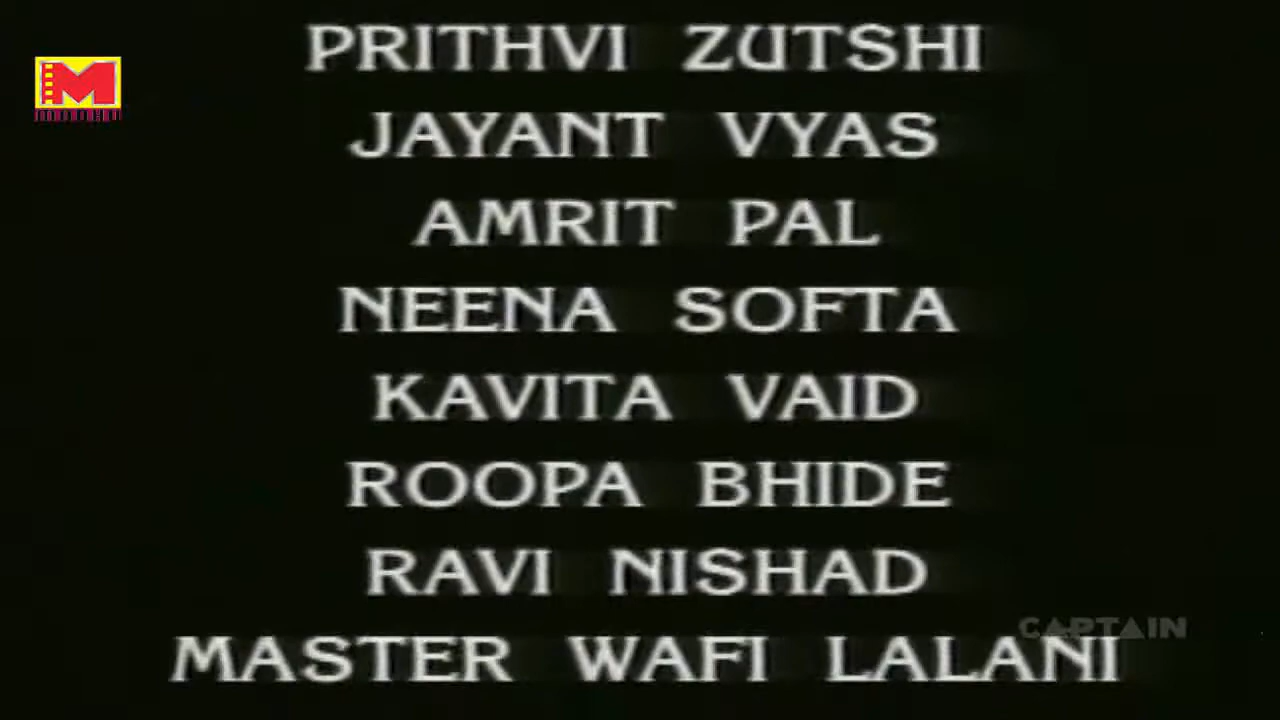 PRITHVI ZUTSHI
JAYANT VYAS
AMRIT PAL
NEENA SOFTA
KAVITA VAID
ROOPA BHIDE
RAVI NISHAD
CAPTAIN
MASTER WAFI LALANI
M